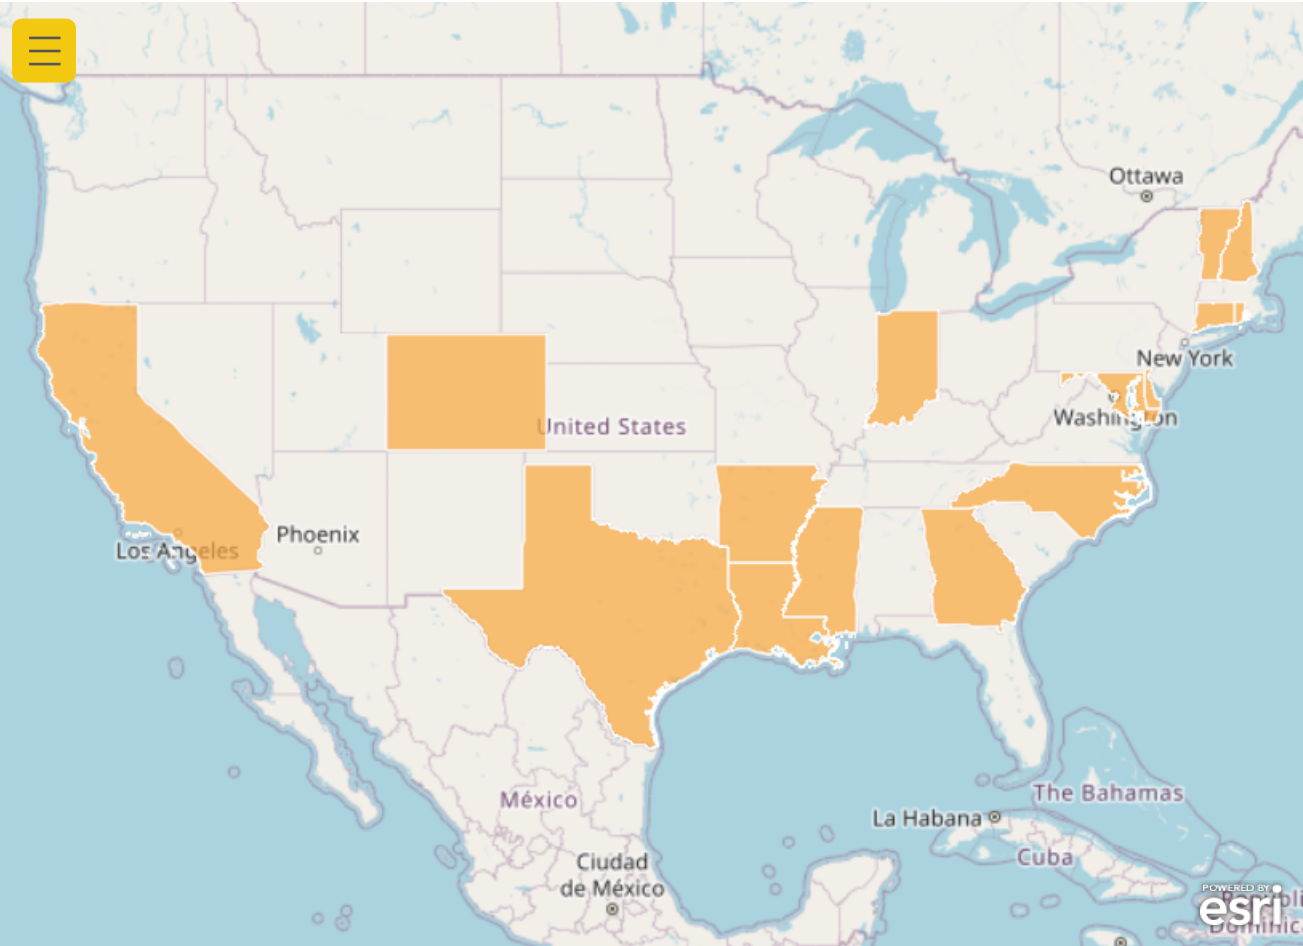 Ottawa
New York
United States
Washington
Phoenix
Los Angeles
The Bahamas
México
La Habana
Cuba
Ciudad
de México
POWERED BY
esri